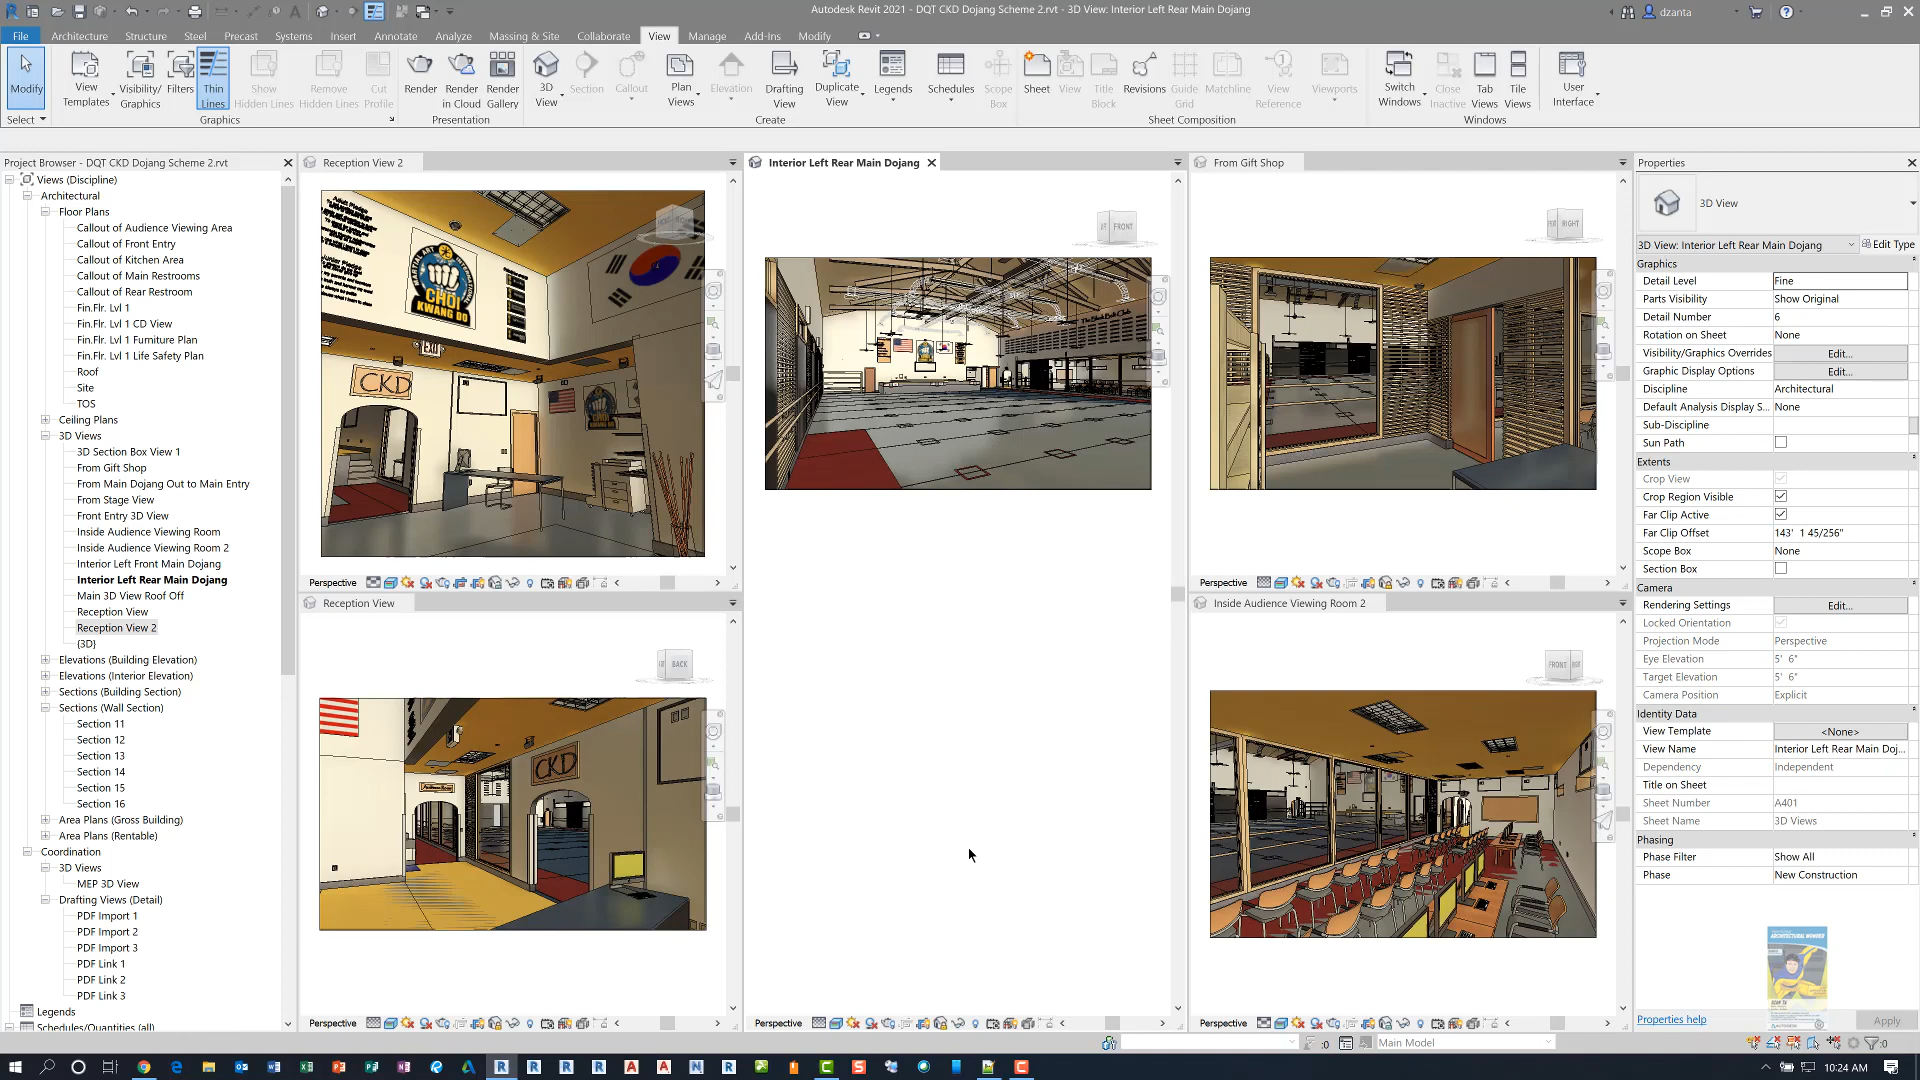 Autodesk Revit 2021 - DQT CKD Dojang Scheme 2.rvt - 3D View: Interior Left Rear Main Dojang
dzanta
File Architecture Structure Steel Precast Systems Insert Annotate Analyze Massing & Site Collaborate View Manage Add-Ins Modify
Modify
View Templates
Visibility/ Graphics
Filters
Thin Lines
Show Hidden Lines
Remove Hidden Lines
Cut Profile
Render
Render in Cloud
Render Gallery
3D View
Section
Callout
Plan Views
Elevation
Drafting View
Duplicate View
Legends
Schedules
Scope Box
Sheet
View
Title Block
Revisions
Guide Grid
Matchline
View Reference
Viewports
Switch Windows
Close Inactive
Tab Views
Tile Views
User Interface
Select Graphics Presentation Create Sheet Composition Windows
Project Browser - DQT CKD Dojang Scheme 2.rvt
Views (Discipline)
Architectural
Floor Plans
Callout of Audience Viewing Area
Callout of Front Entry
Callout of Kitchen Area
Callout of Main Restrooms
Callout of Rear Restroom
Fin.Flr. Lvl 1
Fin.Flr. Lvl 1 CD View
Fin.Flr. Lvl 1 Furniture Plan
Fin.Flr. Lvl 1 Life Safety Plan
Roof
Site
TOS
Ceiling Plans
3D Views
3D Section Box View 1
From Gift Shop
From Main Dojang Out to Main Entry
From Stage View
Front Entry 3D View
Inside Audience Viewing Room
Inside Audience Viewing Room 2
Interior Left Front Main Dojang
Interior Left Rear Main Dojang
Main 3D View Roof Off
Reception View
Reception View 2
{3D}
Elevations (Building Elevation)
Elevations (Interior Elevation)
Sections (Building Section)
Sections (Wall Section)
Section 11
Section 12
Section 13
Section 14
Section 15
Section 16
Area Plans (Gross Building)
Area Plans (Rentable)
Coordination
3D Views
MEP 3D View
Drafting Views (Detail)
PDF Import 1
PDF Import 2
PDF Import 3
PDF Link 1
PDF Link 2
PDF Link 3
Legends
Schedules/Quantities (all)
Reception View 2
CHOI
KWANG DO
EXIT
CKD
Perspective
Reception View
BACK
CKD
Perspective
Interior Left Rear Main Dojang
FRONT
The Black Belt Club
Perspective
From Gift Shop
RIGHT
Perspective
Inside Audience Viewing Room 2
FRONT
Perspective
Properties
3D View
3D View: Interior Left Rear Main Dojang Edit Type
Graphics
Detail Level Fine
Parts Visibility Show Original
Detail Number 6
Rotation on Sheet None
Visibility/Graphics Overrides Edit...
Graphic Display Options Edit...
Discipline Architectural
Default Analysis Display S... None
Sub-Discipline
Sun Path
Extents
Crop View
Crop Region Visible
Far Clip Active
Far Clip Offset 143' 1 45/256"
Scope Box None
Section Box
Camera
Rendering Settings Edit...
Locked Orientation
Projection Mode Perspective
Eye Elevation 5' 6"
Target Elevation 5' 6"
Camera Position Explicit
Identity Data
View Template <None>
View Name Interior Left Rear Main Doj...
Dependency Independent
Title on Sheet
Sheet Number A401
Sheet Name 3D Views
Phasing
Phase Filter Show All
Phase New Construction
ARCHITECTURAL
Properties help Apply
:0 Main Model :0
10:24 AM